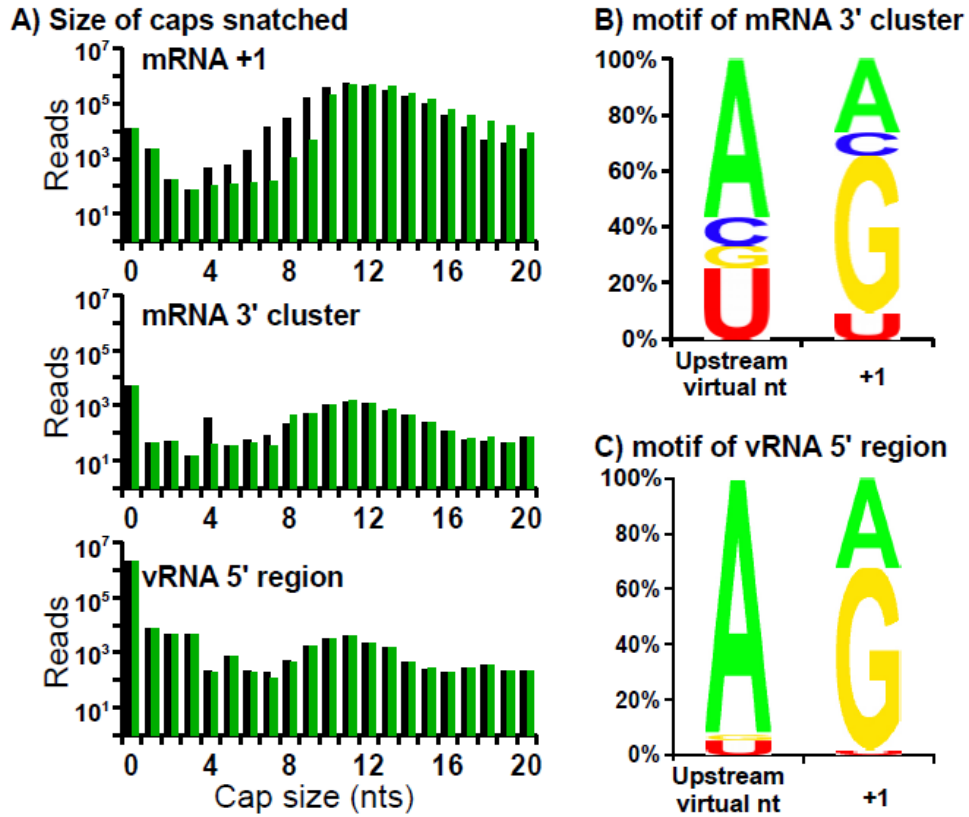 A) Size of caps snatched
mRNA +1
Reads
10^7
10^5
10^3
10^1
0 4 8 12 16 20
mRNA 3' cluster
Reads
10^7
10^5
10^3
10^1
0 4 8 12 16 20
vRNA 5' region
Reads
10^7
10^5
10^3
10^1
0 4 8 12 16 20
Cap size (nts)
B) motif of mRNA 3' cluster
100%
80%
60%
40%
20%
0%
A
C
G
U
A
C
G
U
Upstream
virtual nt
+1
C) motif of vRNA 5' region
100%
80%
60%
40%
20%
0%
A
G
U
A
G
Upstream
virtual nt
+1